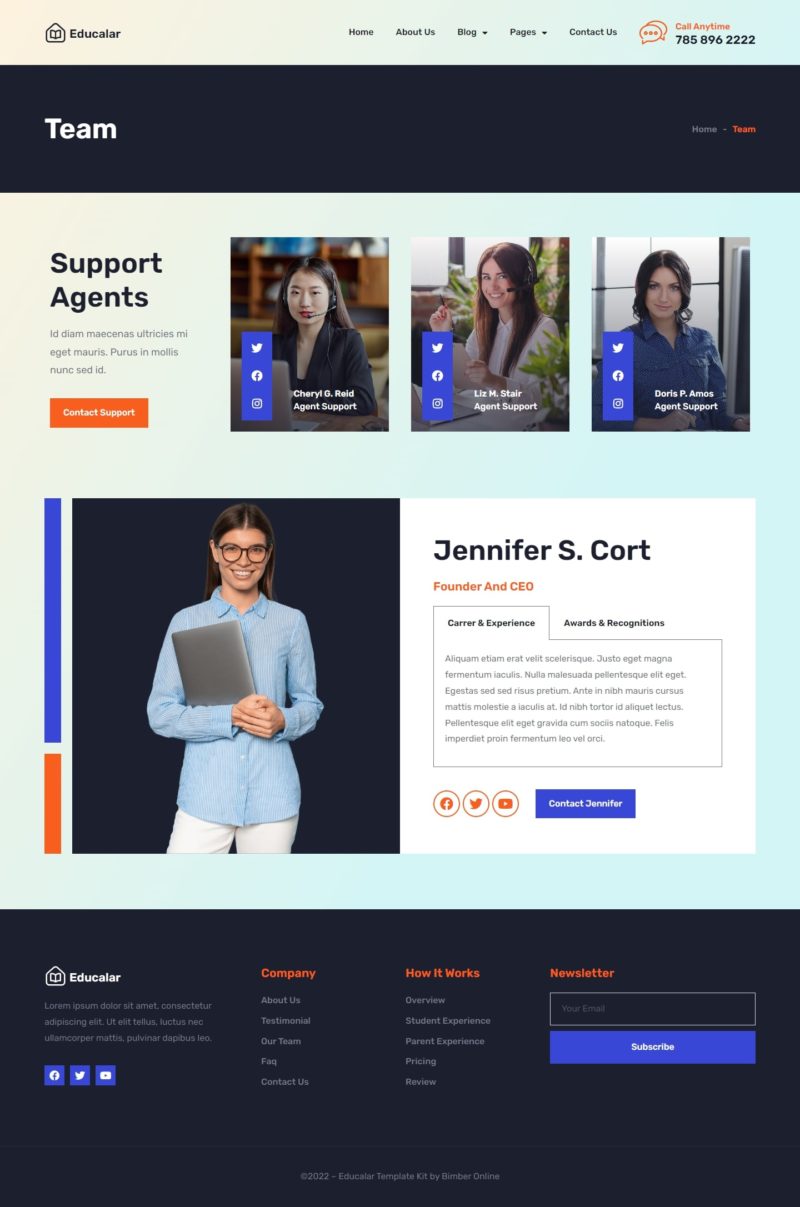 Educalar
Home
About Us
Blog
Pages
Contact Us
Call Anytime
785 896 2222
Team
Home - Team
Support
Agents
Id diam maecenas ultricies mi
eget mauris. Purus in mollis
nunc sed id.
Contact Support
Cheryl G. Reid
Agent Support
Liz M. Stair
Agent Support
Doris P. Amos
Agent Support
Jennifer S. Cort
Founder And CEO
Carrer & Experience
Awards & Recognitions
Aliquam etiam erat velit scelerisque. Justo eget magna
fermentum iaculis. Nulla malesuada pellentesque elit eget.
Egestas sed sed risus pretium. Ante in nibh mauris cursus
mattis molestie a iaculis at. Id nibh tortor id aliquet lectus.
Pellentesque elit eget gravida cum sociis natoque. Felis
imperdiet proin fermentum leo vel orci.
Contact Jennifer
Educalar
Lorem ipsum dolor sit amet, consectetur
adipiscing elit. Ut elit tellus, luctus nec
ullamcorper mattis, pulvinar dapibus leo.
Company
About Us
Testimonial
Our Team
Faq
Contact Us
How It Works
Overview
Student Experience
Parent Experience
Pricing
Review
Newsletter
Your Email
Subscribe
©2022 – Educalar Template Kit by Bimber Online